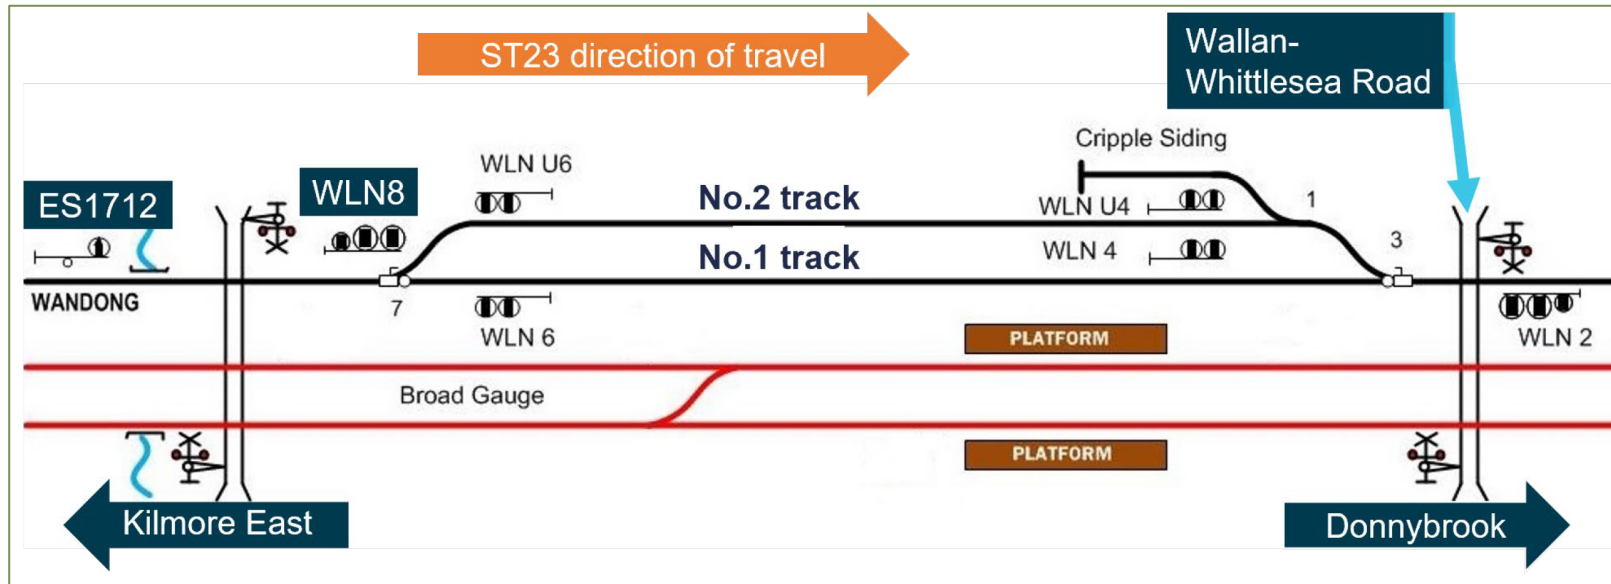 ST23 direction of travel
Wallan-
Whittlesea Road
Cripple Siding
WLN U6
WLN8
ES1712
No.2 track
WLN U4
1
WLN 4
3
No.1 track
WANDONG
7
WLN 6
PLATFORM
WLN 2
Broad Gauge
PLATFORM
Kilmore East
Donnybrook